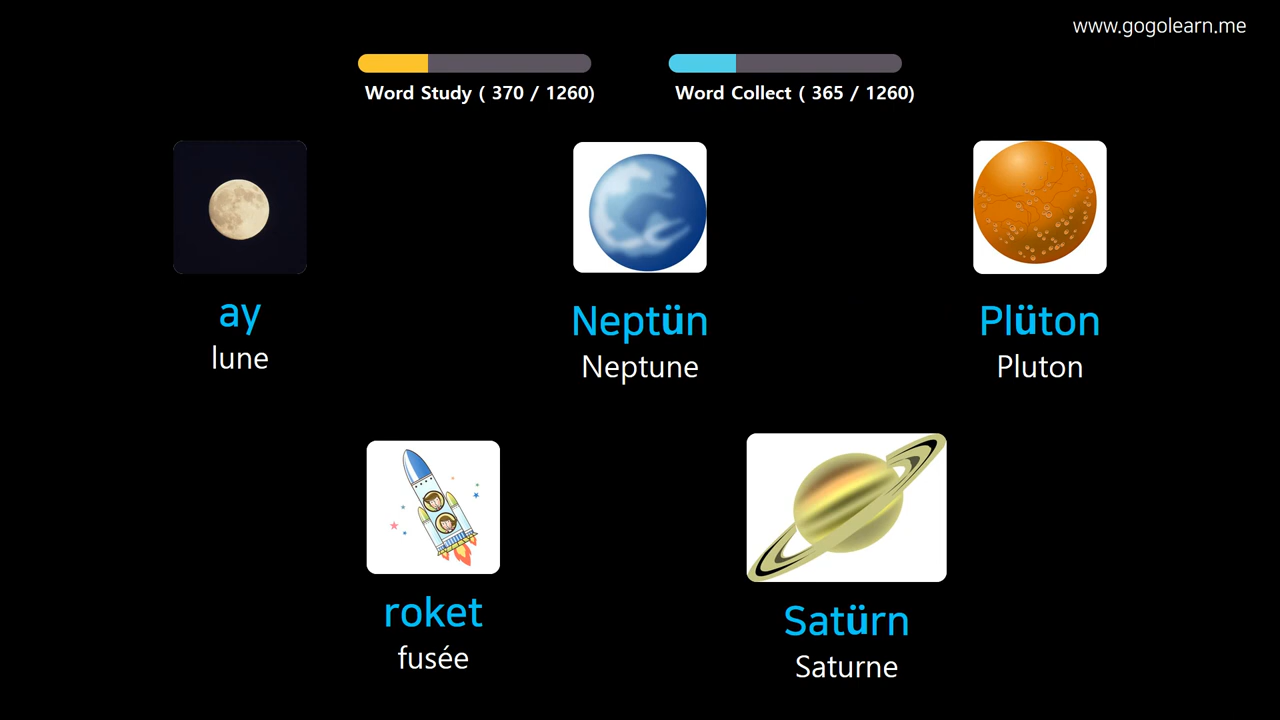 www.gogolearn.me
Word Study ( 370 / 1260)
Word Collect ( 365 / 1260)
ay
lune
Neptün
Neptune
Plüton
Pluton
roket
fusée
Satürn
Saturne